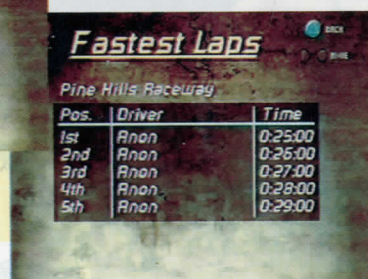 Fastest Laps
BACK
Pine Hills Raceway
Pos. Driver Time
1st Anon 0:25:00
2nd Anon 0:26:00
3rd Anon 0:27:00
4th Anon 0:28:00
5th Anon 0:29:00